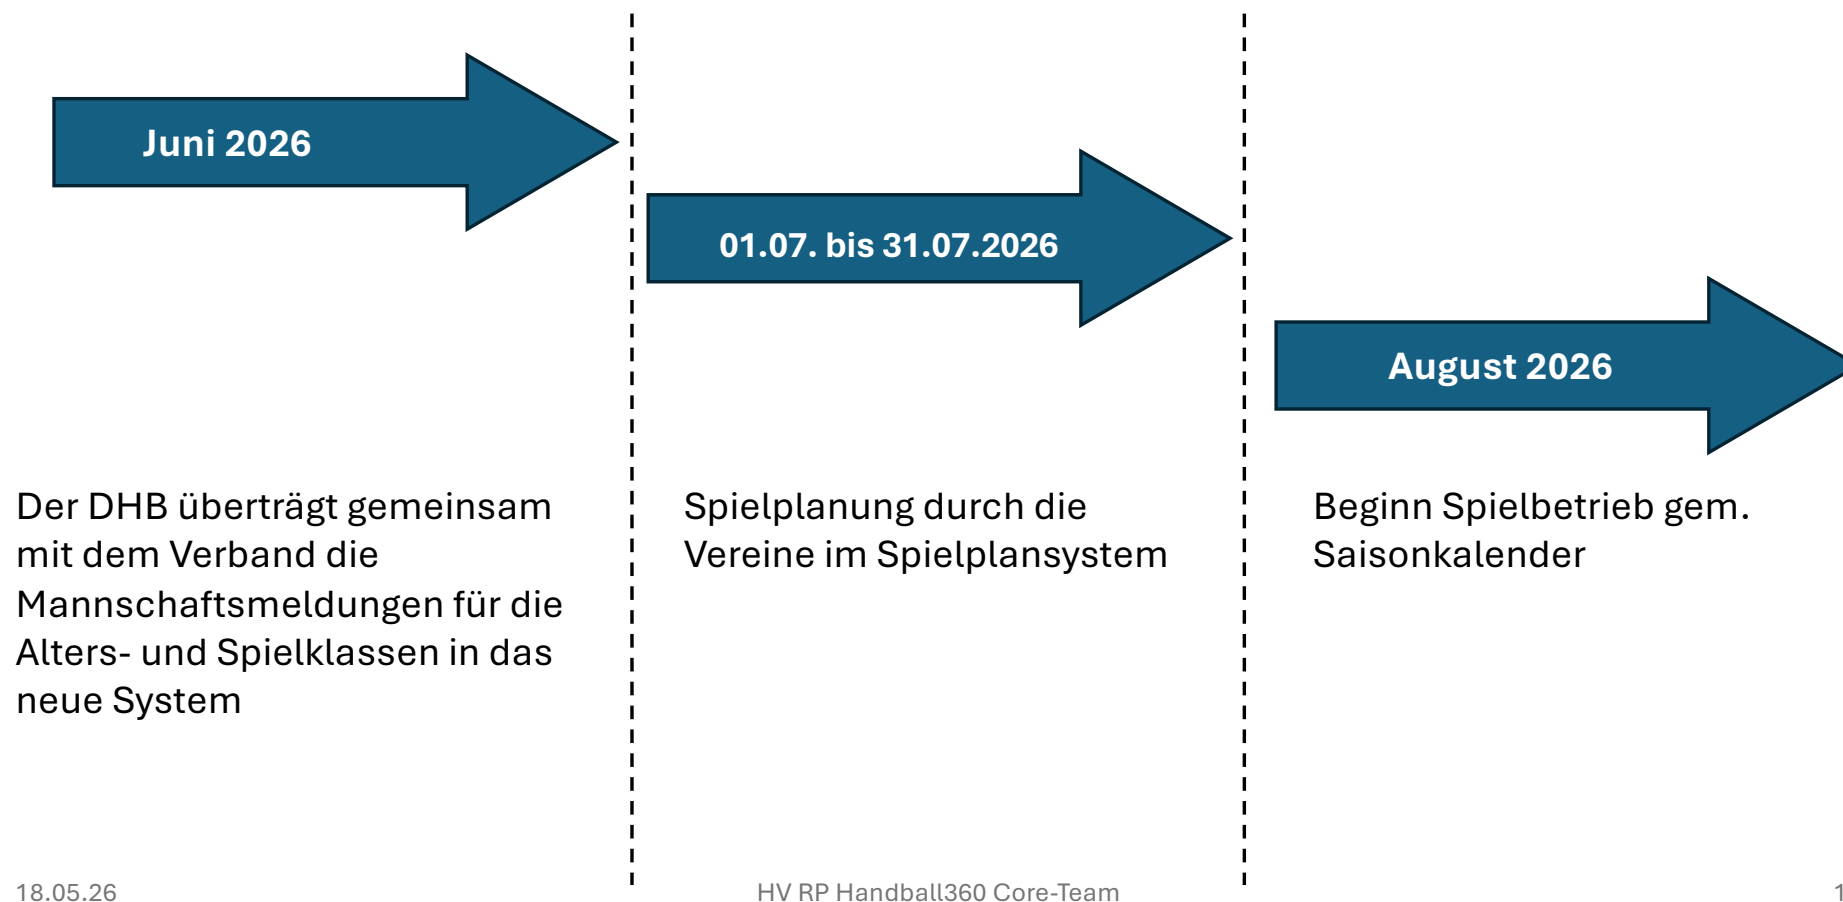 Juni 2026
01.07. bis 31.07.2026
August 2026
Der DHB überträgt gemeinsam
mit dem Verband die
Mannschaftsmeldungen für die
Alters- und Spielklassen in das
neue System
Spielplanung durch die
Vereine im Spielplansystem
Beginn Spielbetrieb gem.
Saisonkalender
18.05.26
HV RP Handball360 Core-Team
1